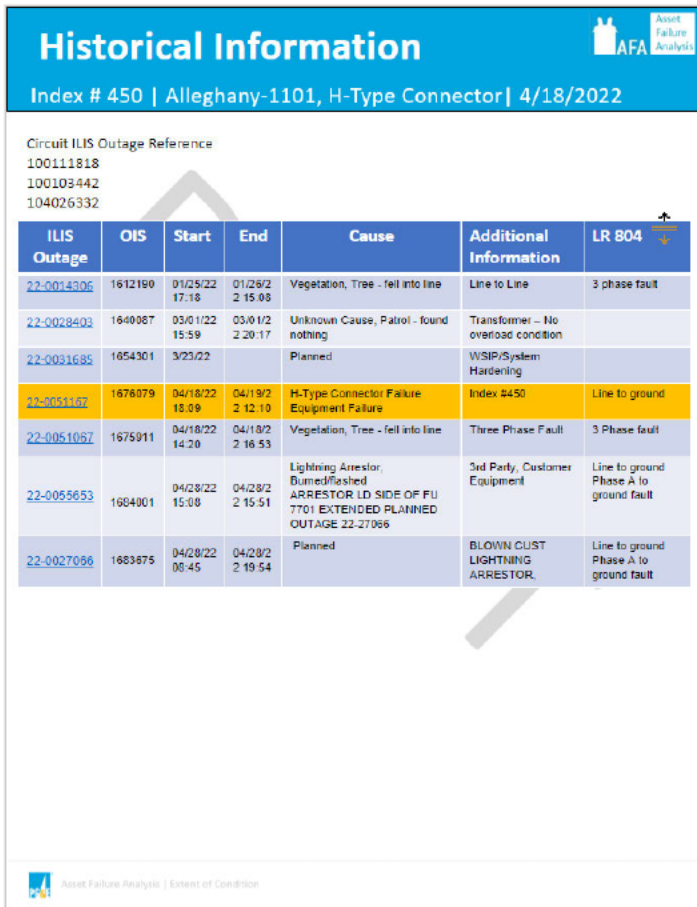 Historical Information
AFA
Asset
Failure
Analysis
Index # 450 | Alleghany-1101, H-Type Connector| 4/18/2022
Circuit ILIS Outage Reference
100111818
100103442
104026332
ILIS Outage OIS Start End Cause Additional Information LR 804
22-0014306 1612190 01/25/22 17:18 01/26/2 2 15:08 Vegetation, Tree - fell into line Line to Line 3 phase fault
22-0028403 1640087 03/01/22 15:59 03/01/2 2 20:17 Unknown Cause, Patrol - found nothing Transformer – No overload condition
22-0031685 1654301 3/23/22 Planned WSIP/System Hardening
22-0051167 1676079 04/18/22 18:09 04/19/2 2 12:10 H-Type Connector Failure Equipment Failure Index #450 Line to ground
22-0051067 1675911 04/18/22 14:20 04/18/2 2 16:53 Vegetation, Tree - fell into line Three Phase Fault 3 Phase fault
22-0055653 1684001 04/28/22 15:08 04/28/2 2 15:51 Lightning Arrestor, Burned/flashed ARRESTOR LD SIDE OF FU 7701 EXTENDED PLANNED OUTAGE 22-27066 3rd Party, Customer Equipment Line to ground Phase A to ground fault
22-0027066 1683675 04/28/22 08:45 04/28/2 2 19:54 Planned BLOWN CUST LIGHTNING ARRESTOR, Line to ground Phase A to ground fault
PG&E
Asset Failure Analysis | Extent of Condition